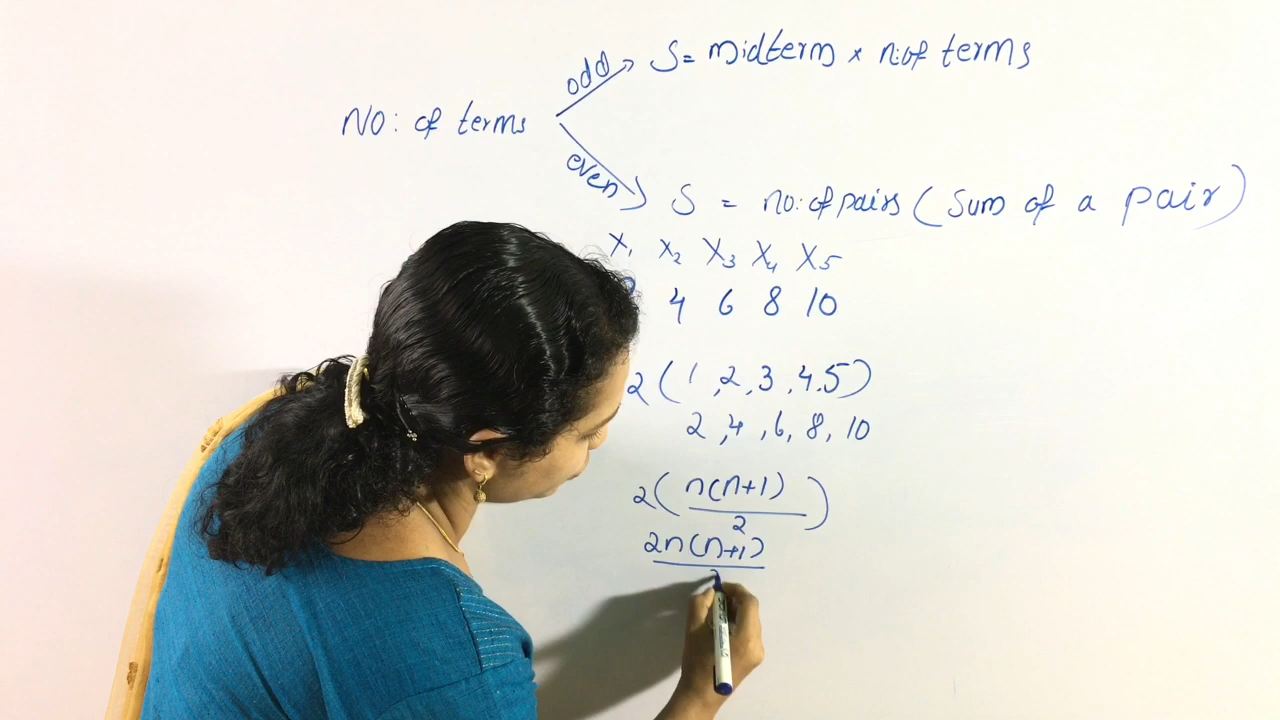 odd S= midterm × n:of terms
NO: of terms
even S = no: of pairs ( Sum of a pair )
X₁ X₂ X₃ X₄ X₅
4 6 8 10
2 ( 1 , 2 , 3 , 4 . 5 )
2 , 4 , 6 , 8 , 10
2 ( n(n+1) / 2 )
2n(n+1)